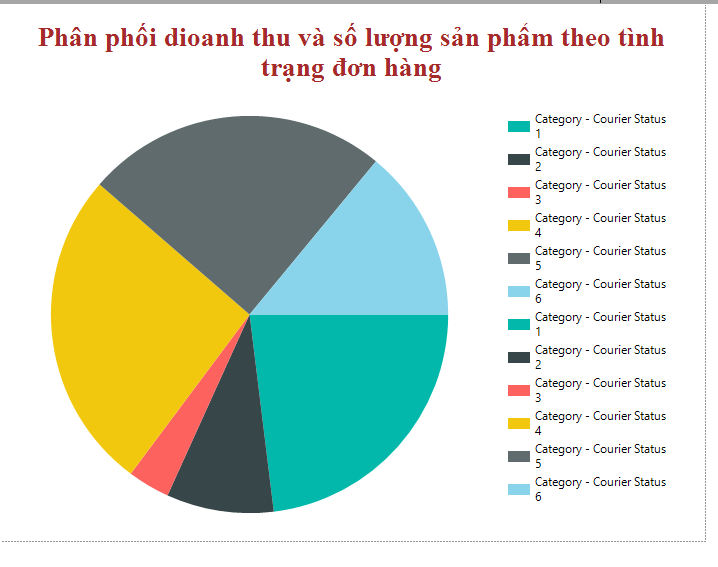 Phân phối dioanh thu và số lượng sản phẩm theo tình
trạng đơn hàng
Category - Courier Status
1
Category - Courier Status
2
Category - Courier Status
3
Category - Courier Status
4
Category - Courier Status
5
Category - Courier Status
6
Category - Courier Status
1
Category - Courier Status
2
Category - Courier Status
3
Category - Courier Status
4
Category - Courier Status
5
Category - Courier Status
6